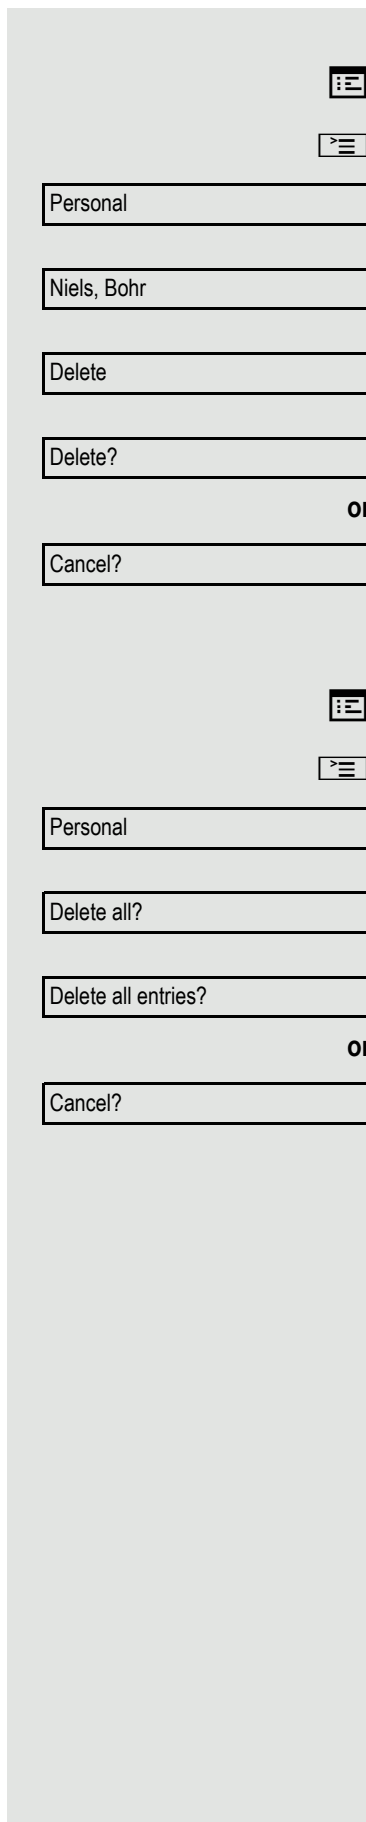 Personal
Niels, Bohr
Delete
Delete?
or
Cancel?
Personal
Delete all?
Delete all entries?
or
Cancel?